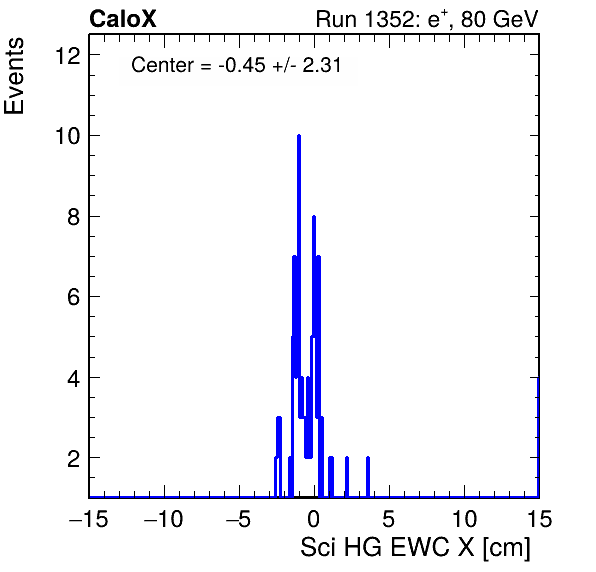 CaloX Run 1352: e⁺, 80 GeV
Center = -0.45 +/- 2.31
Events
12
10
8
6
4
2
−15 −10 −5 0 5 10 15
Sci HG EWC X [cm]